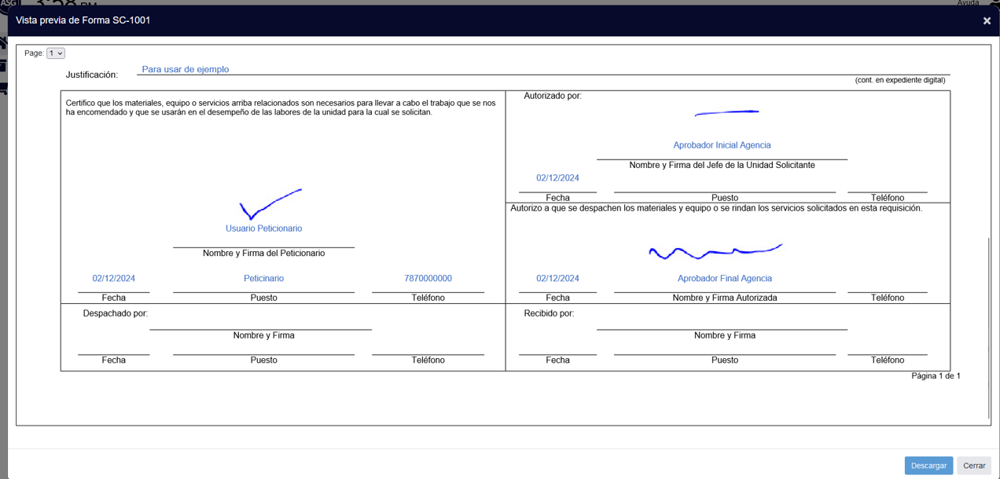 ASG
Ayuda
Vista previa de Forma SC-1001
×
Page: 1
Justificación: Para usar de ejemplo
(cont. en expediente digital)
Certifico que los materiales, equipo o servicios arriba relacionados son necesarios para llevar a cabo el trabajo que se nos
ha encomendado y que se usarán en el desempeño de las labores de la unidad para la cual se solicitan.
Usuario Peticionario
Nombre y Firma del Peticionario
02/12/2024 Peticinario 7870000000
Fecha Puesto Teléfono
Autorizado por:
Aprobador Inicial Agencia
Nombre y Firma del Jefe de la Unidad Solicitante
02/12/2024
Fecha Puesto Teléfono
Autorizo a que se despachen los materiales y equipo o se rindan los servicios solicitados en esta requisición.
02/12/2024 Aprobador Final Agencia
Fecha Nombre y Firma Autorizada Teléfono
Despachado por:
Nombre y Firma
Fecha Puesto Teléfono
Recibido por:
Nombre y Firma
Fecha Puesto Teléfono
Página 1 de 1
Descargar Cerrar